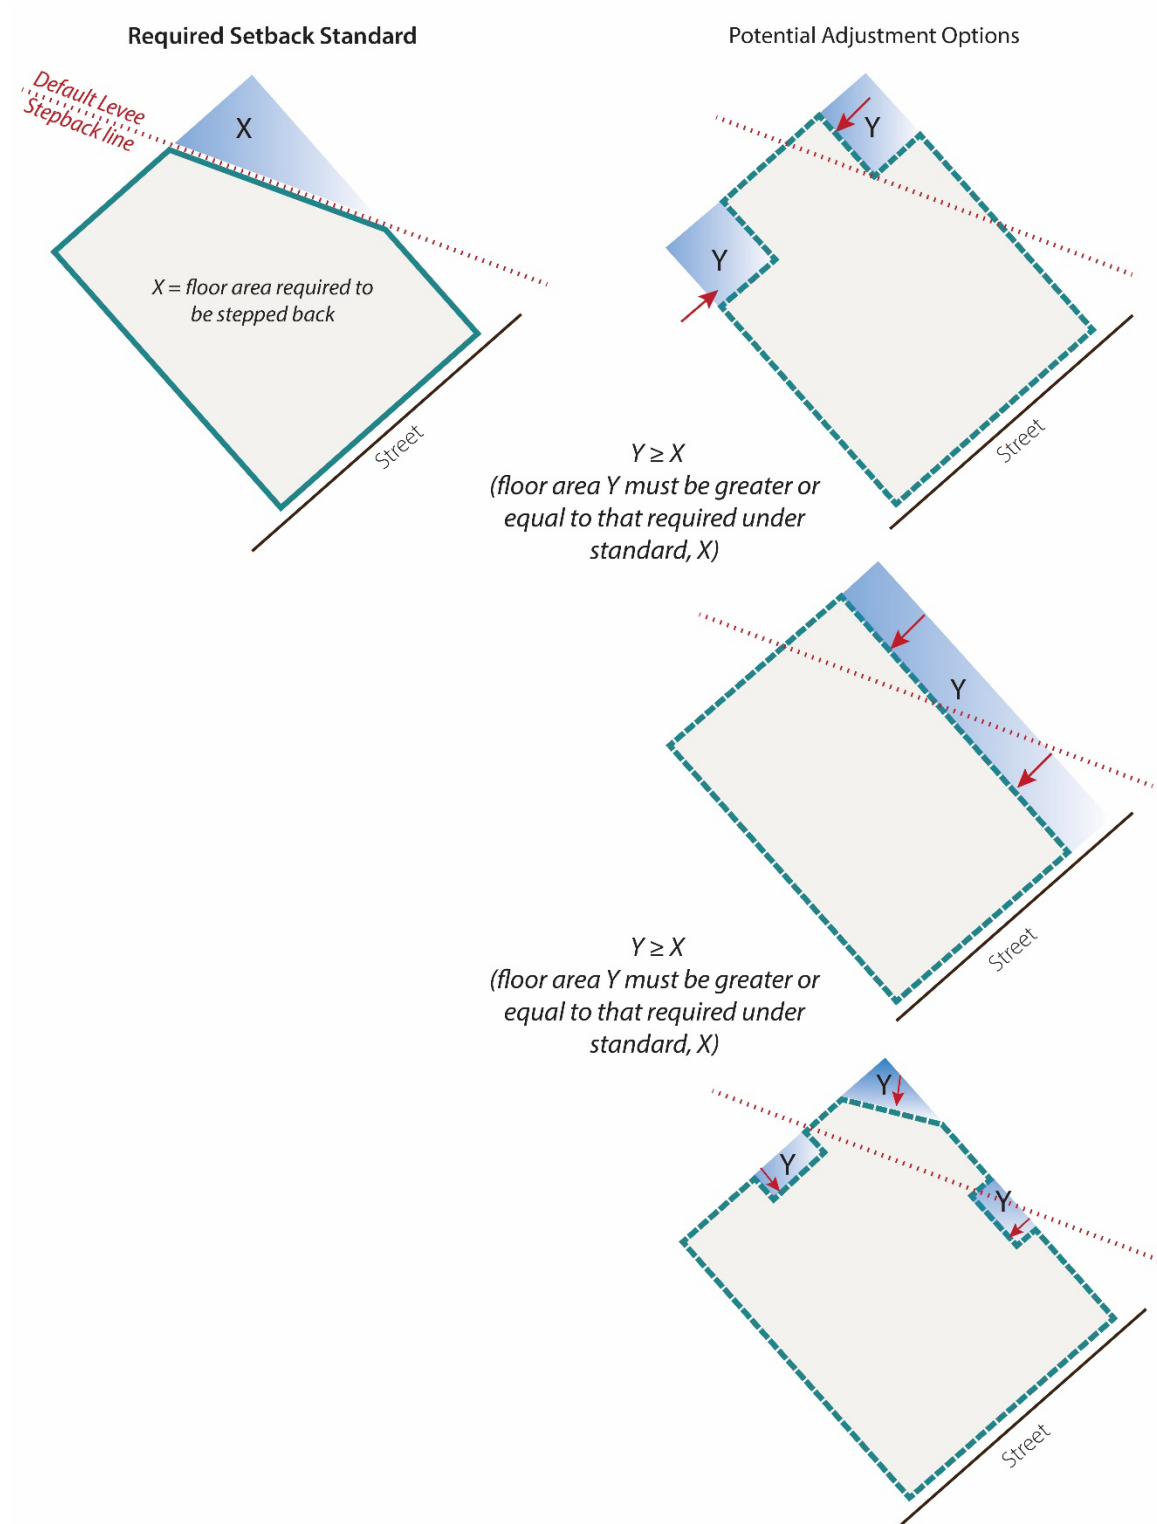 Required Setback Standard
Potential Adjustment Options
Default Levee
Stepback line
X
X = floor area required to
be stepped back
Street
Y
Y
Street
Y ≥ X
(floor area Y must be greater or
equal to that required under
standard, X)
Y
Street
Y ≥ X
(floor area Y must be greater or
equal to that required under
standard, X)
Y
Y
Y
Street